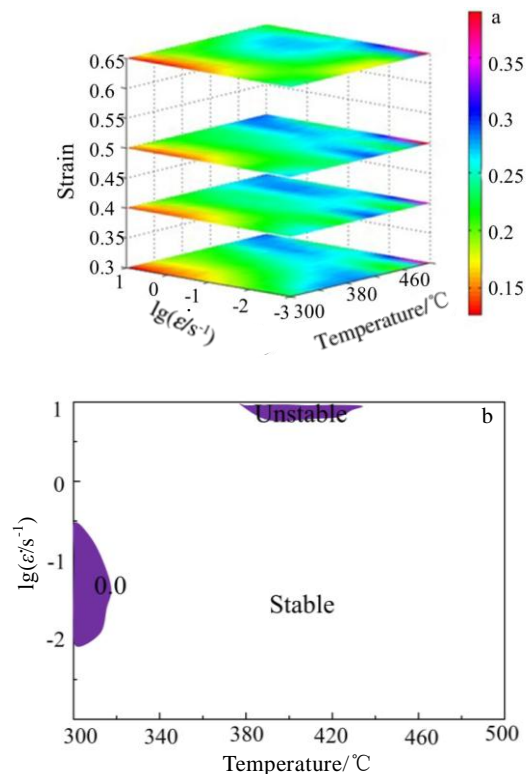 a
0.65
0.6
0.55
0.5
0.45
0.4
0.35
0.3
Strain
1
0
-1
-2
-3
lg(ε̇/s⁻¹)
300
380
460
Temperature/℃
0.35
0.3
0.25
0.2
0.15
b
Unstable
0.0
Stable
1
0
-1
-2
lg(ε̇/s⁻¹)
300 340 380 420 460 500
Temperature/℃